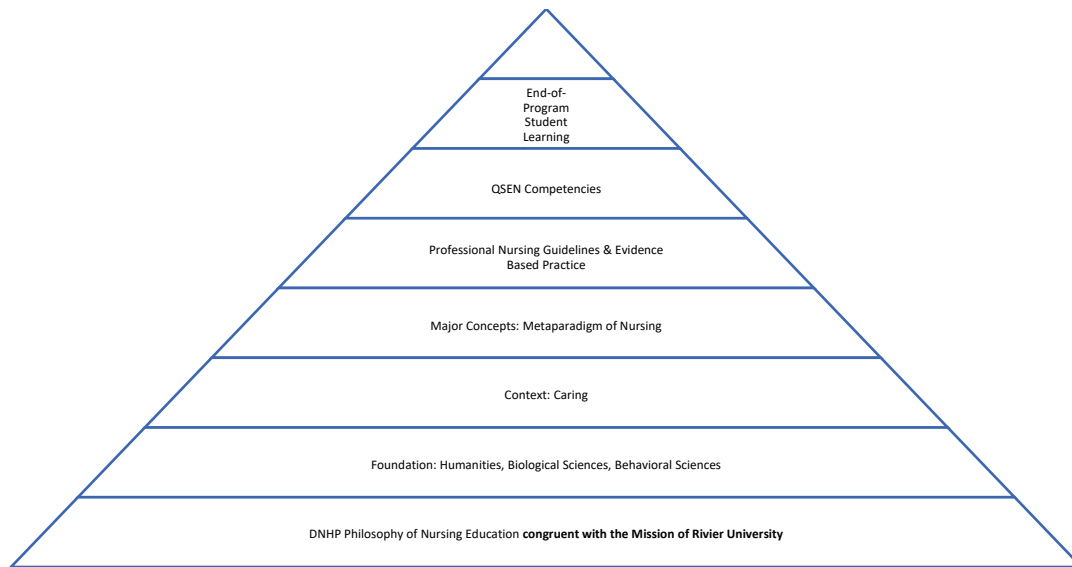 End-of-
Program
Student
Learning
QSEN Competencies
Professional Nursing Guidelines & Evidence
Based Practice
Major Concepts: Metaparadigm of Nursing
Context: Caring
Foundation: Humanities, Biological Sciences, Behavioral Sciences
DNHP Philosophy of Nursing Education congruent with the Mission of Rivier University